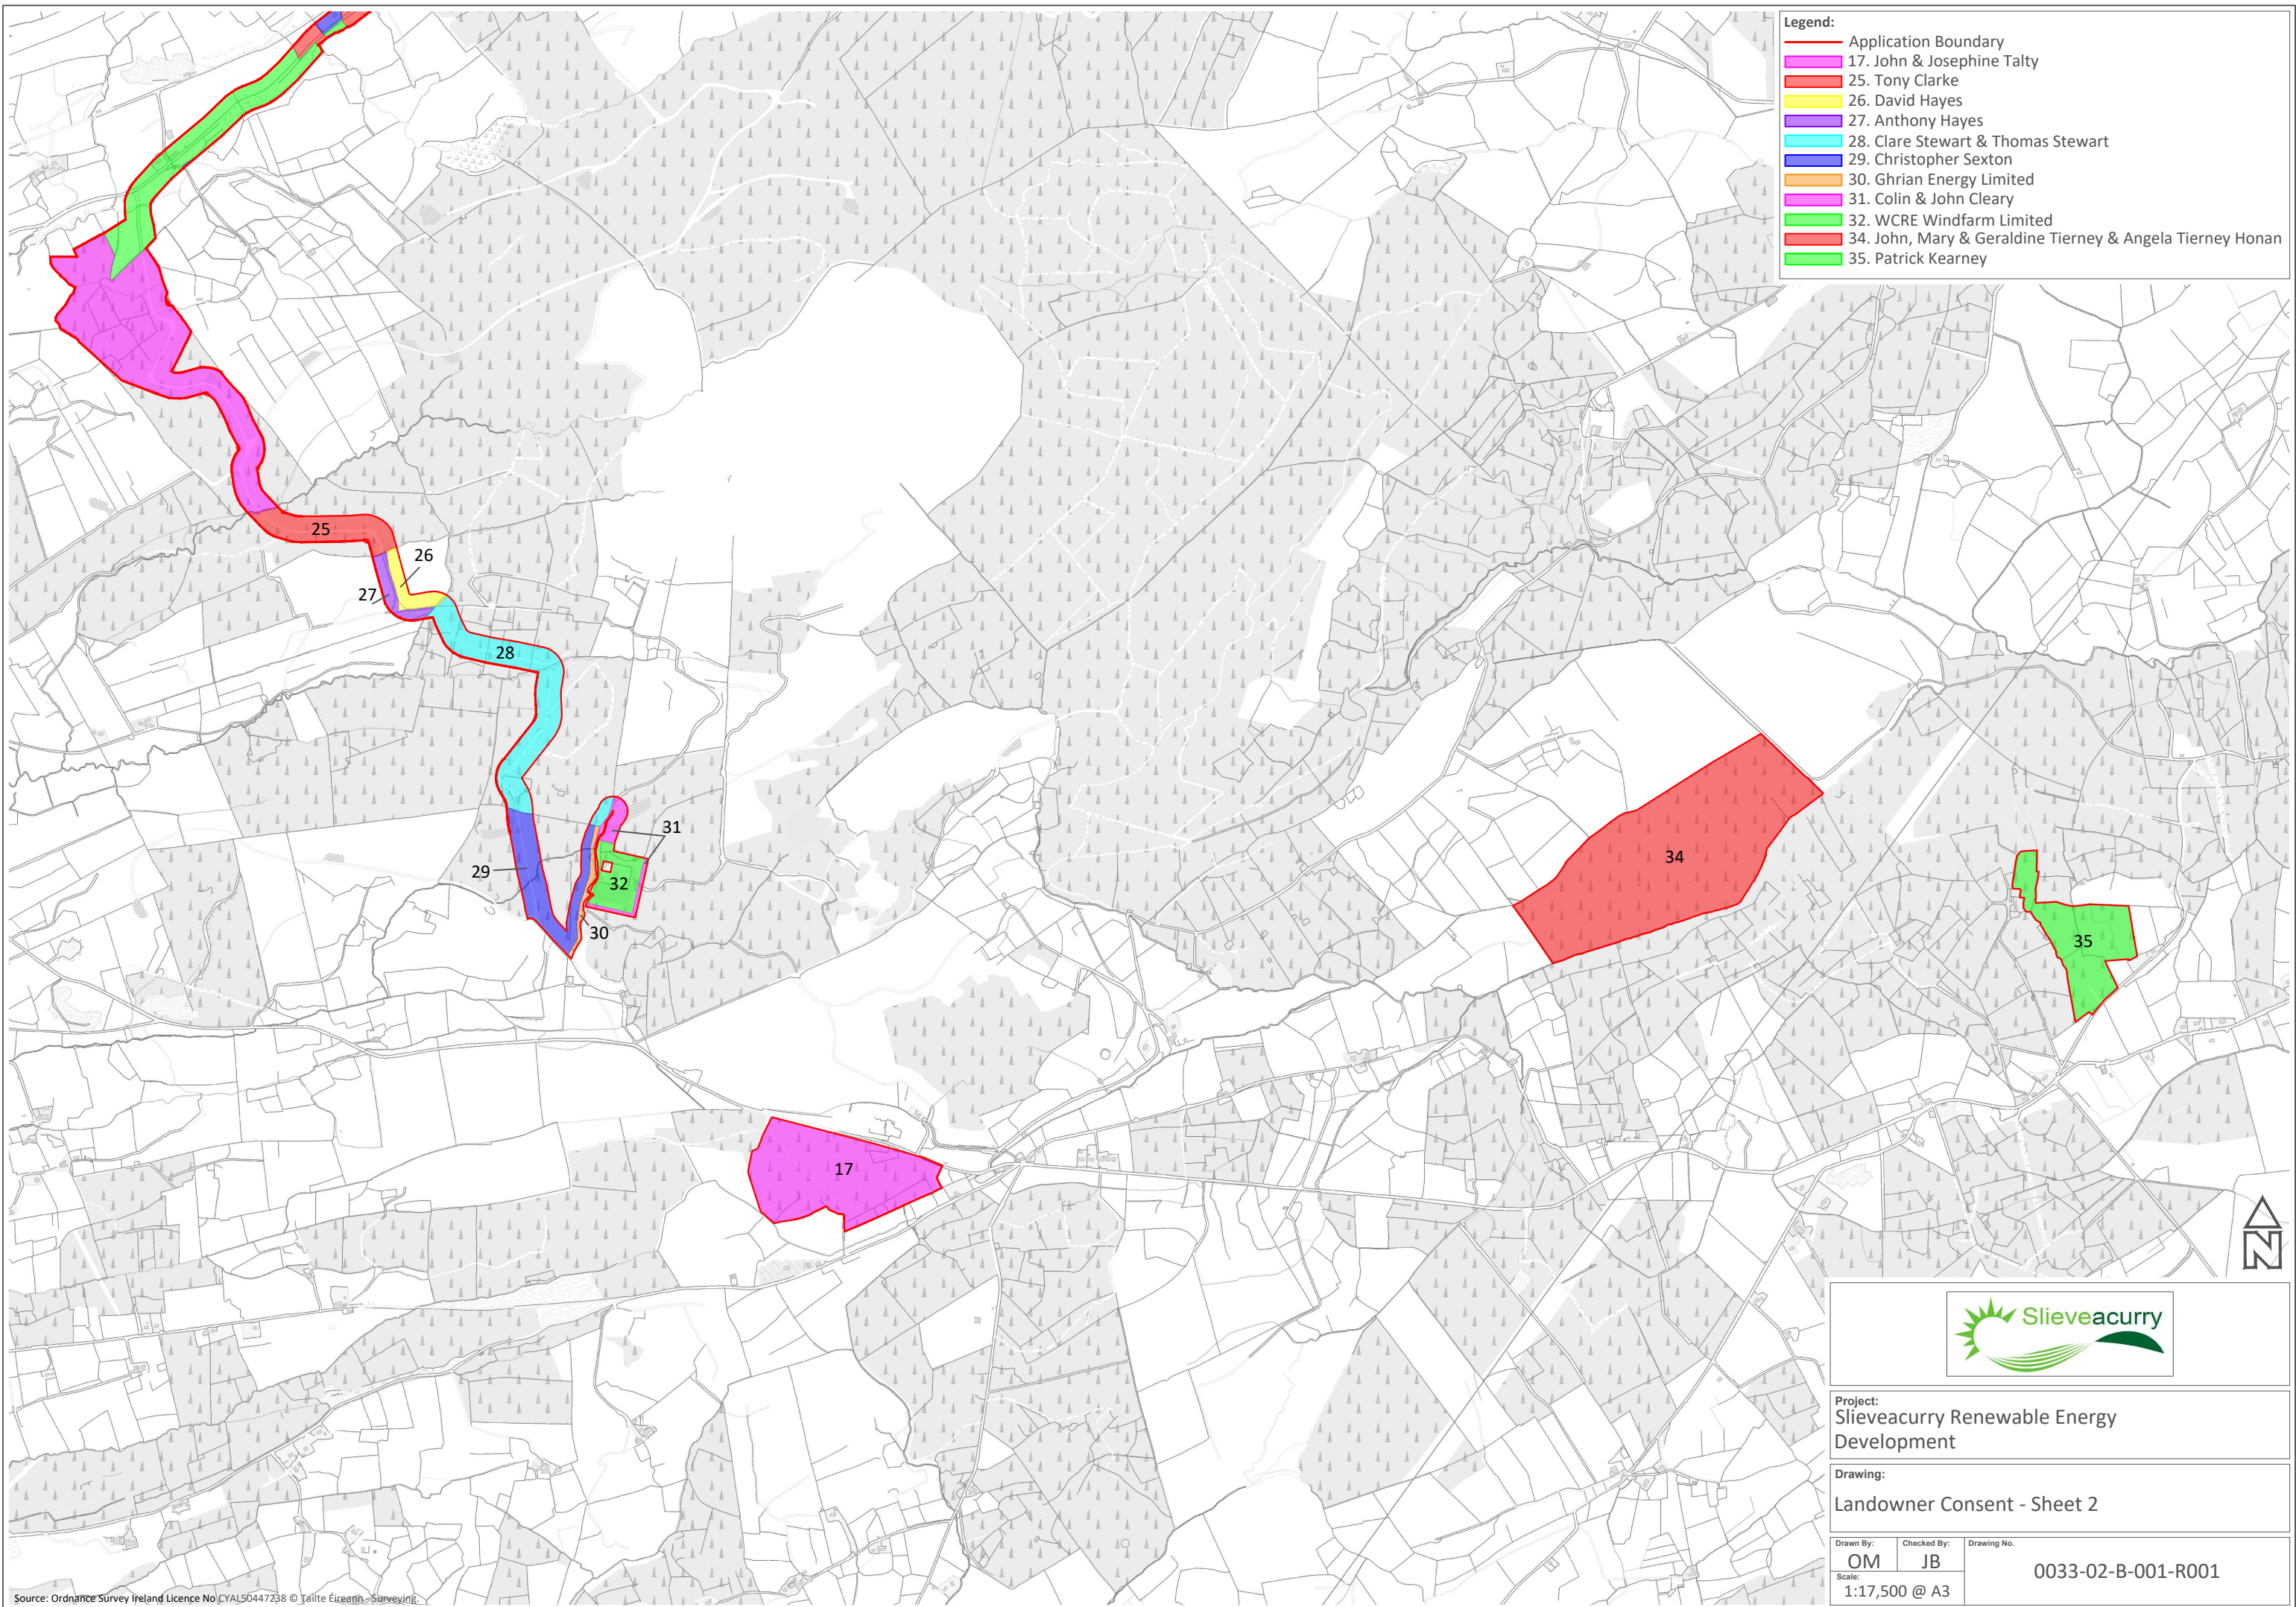 Legend:
Application Boundary
17. John & Josephine Talty
25. Tony Clarke
26. David Hayes
27. Anthony Hayes
28. Clare Stewart & Thomas Stewart
29. Christopher Sexton
30. Ghrian Energy Limited
31. Colin & John Cleary
32. WCRE Windfarm Limited
34. John, Mary & Geraldine Tierney & Angela Tierney Honan
35. Patrick Kearney
25
26
27
28
31
29
32
30
34
35
17
N
Slieveacurry
Project:
Slieveacurry Renewable Energy
Development
Drawing:
Landowner Consent - Sheet 2
Drawn By:
OM
Checked By:
JB
Drawing No.
0033-02-B-001-R001
Scale:
1:17,500 @ A3
Source: Ordnance Survey Ireland Licence No CYAL50447238 © Tailte Éireann - Surveying.